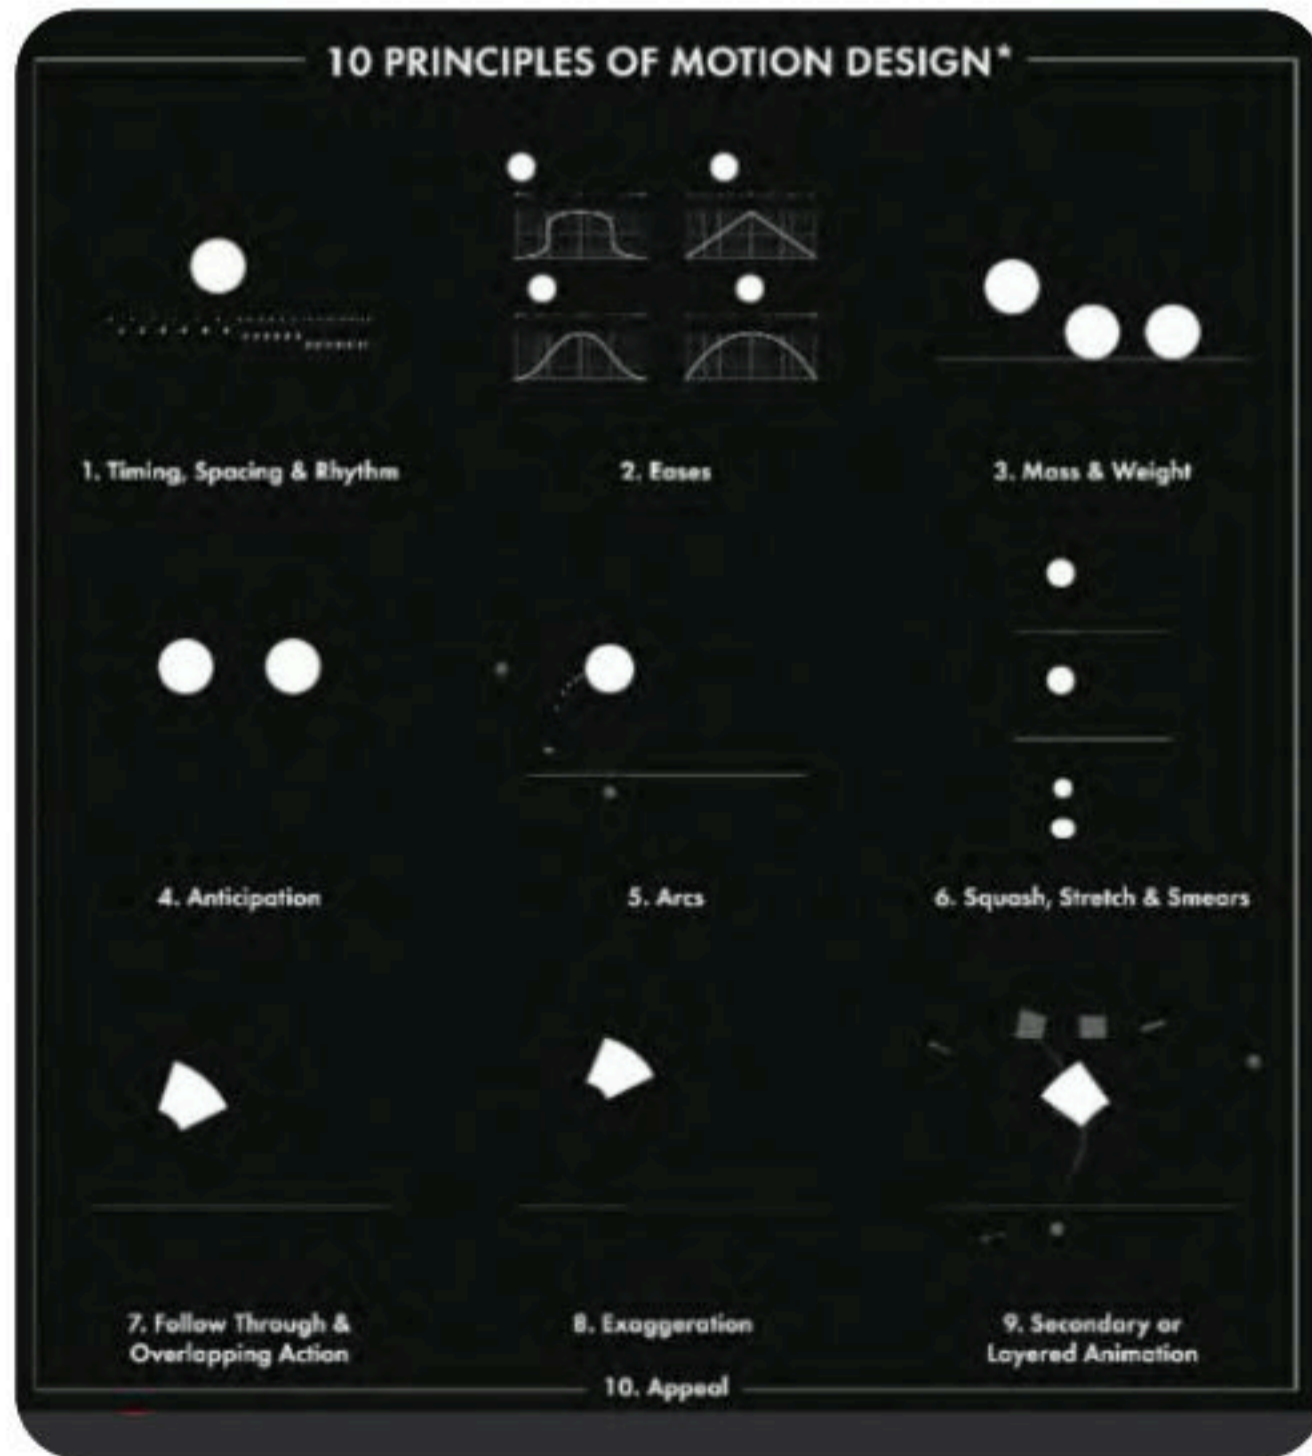 10 PRINCIPLES OF MOTION DESIGN*
1. Timing, Spacing & Rhythm
2. Eases
3. Mass & Weight
4. Anticipation
5. Arcs
6. Squash, Stretch & Smears
7. Follow Through &
Overlapping Action
8. Exaggeration
9. Secondary or
Layered Animation
10. Appeal